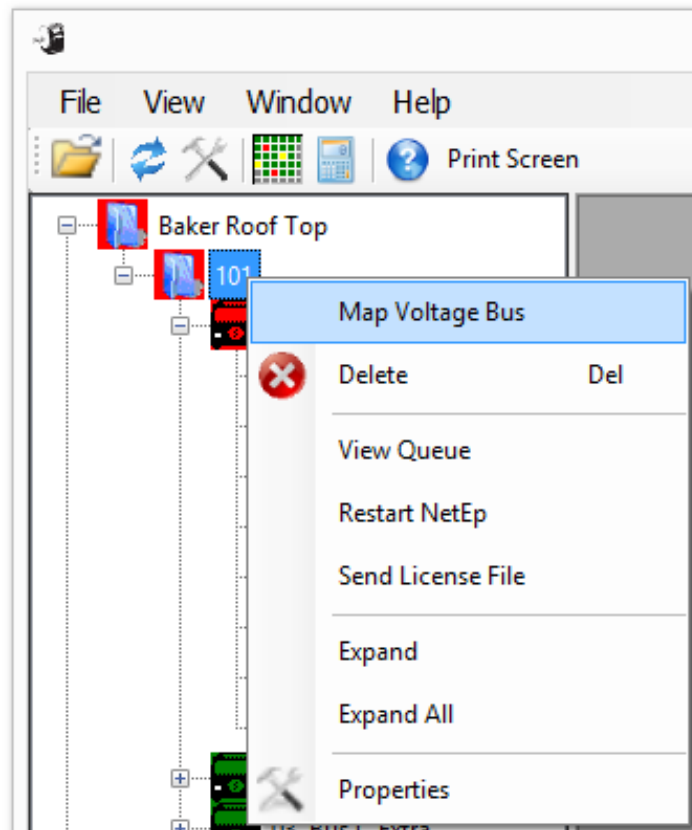 File View Window Help
Print Screen
Baker Roof Top
101
Map Voltage Bus
Delete Del
View Queue
Restart NetEp
Send License File
Expand
Expand All
Properties